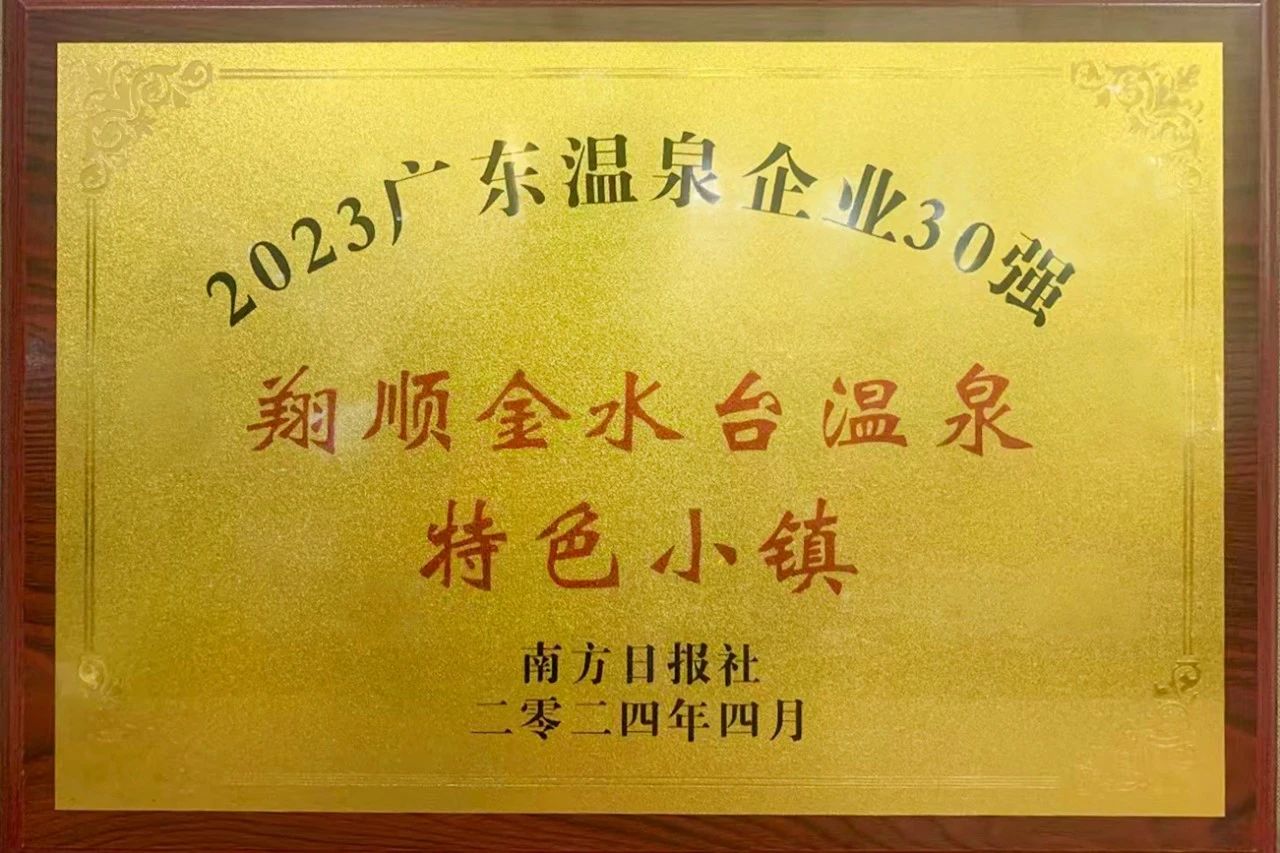 2023广东温泉企业30强
翔顺金水台温泉
特色小镇
南方日报社
二零二四年四月